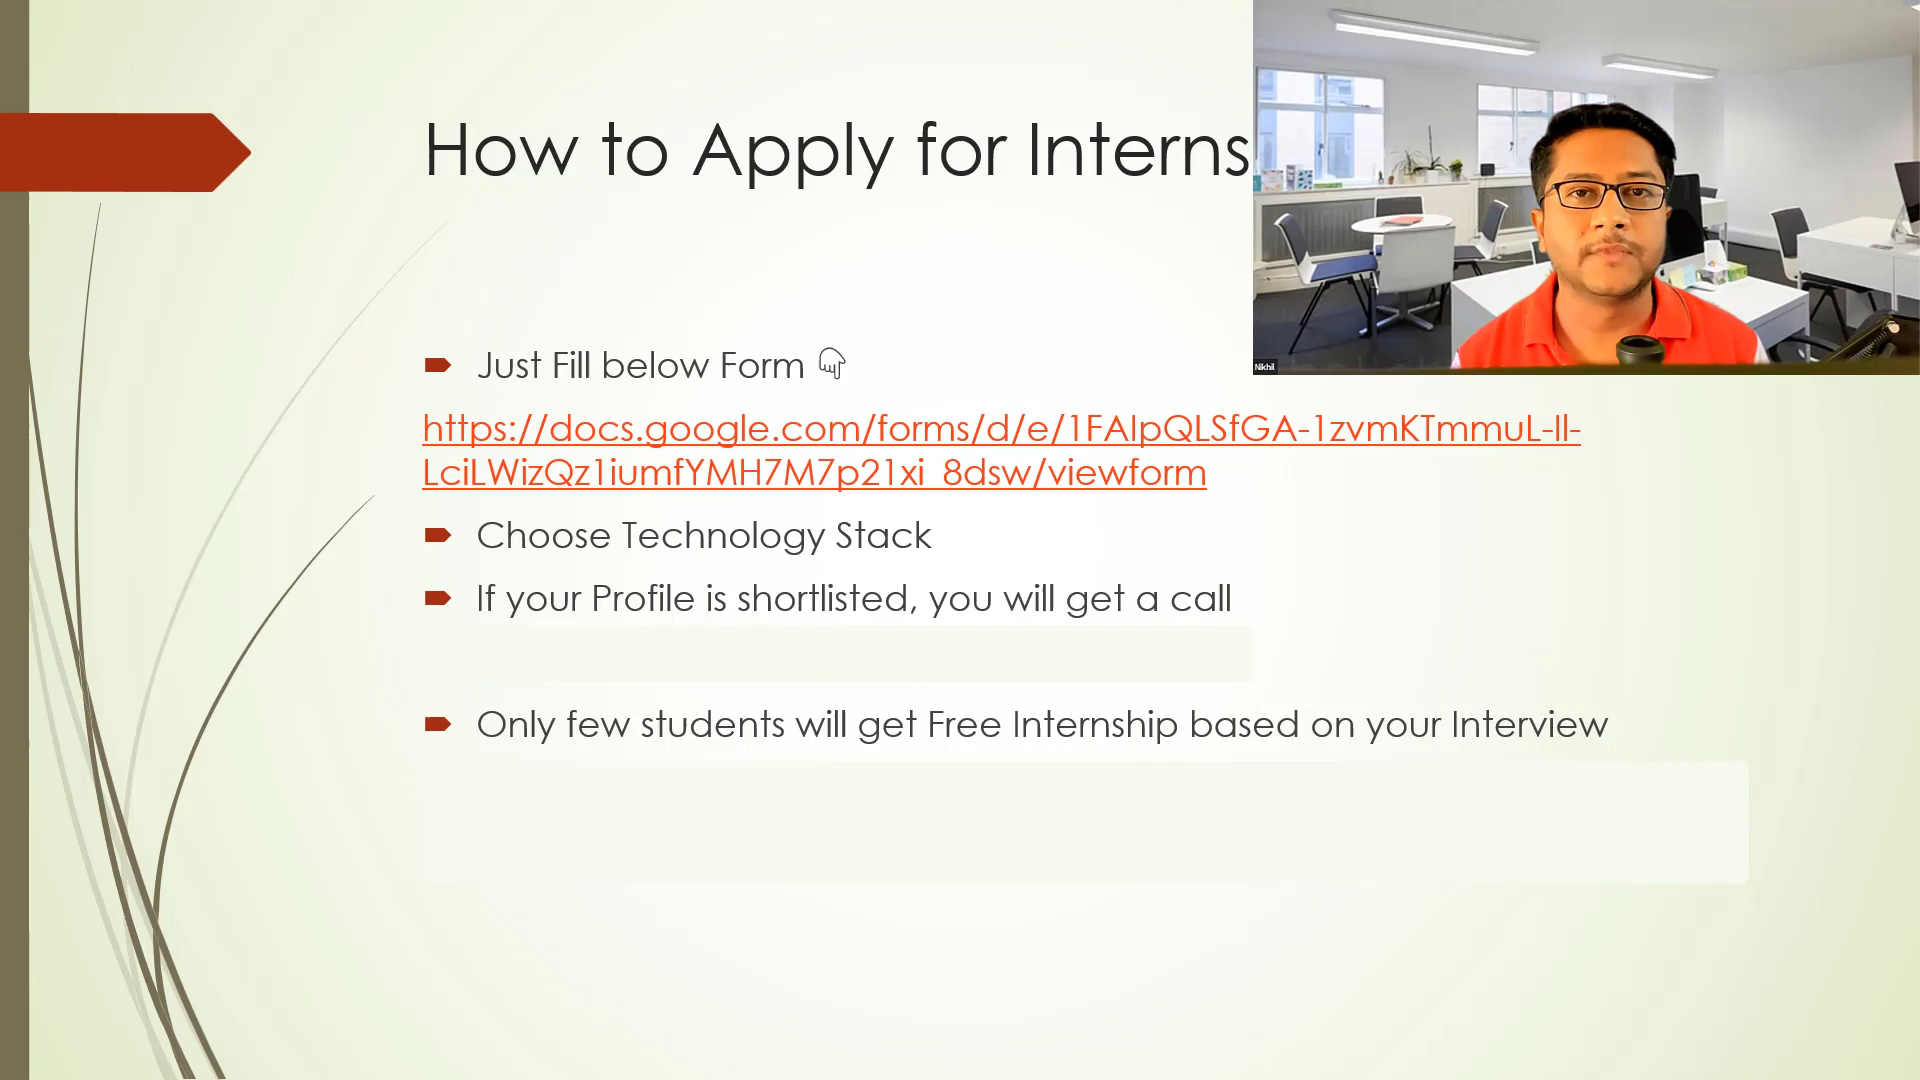 How to Apply for Interns
Just Fill below Form
https://docs.google.com/forms/d/e/1FAIpQLSfGA-1zvmKTmmuL-Il-
LciLWizQz1iumfYMH7M7p21xi_8dsw/viewform
Choose Technology Stack
If your Profile is shortlisted, you will get a call
Only few students will get Free Internship based on your Interview
Nikhil